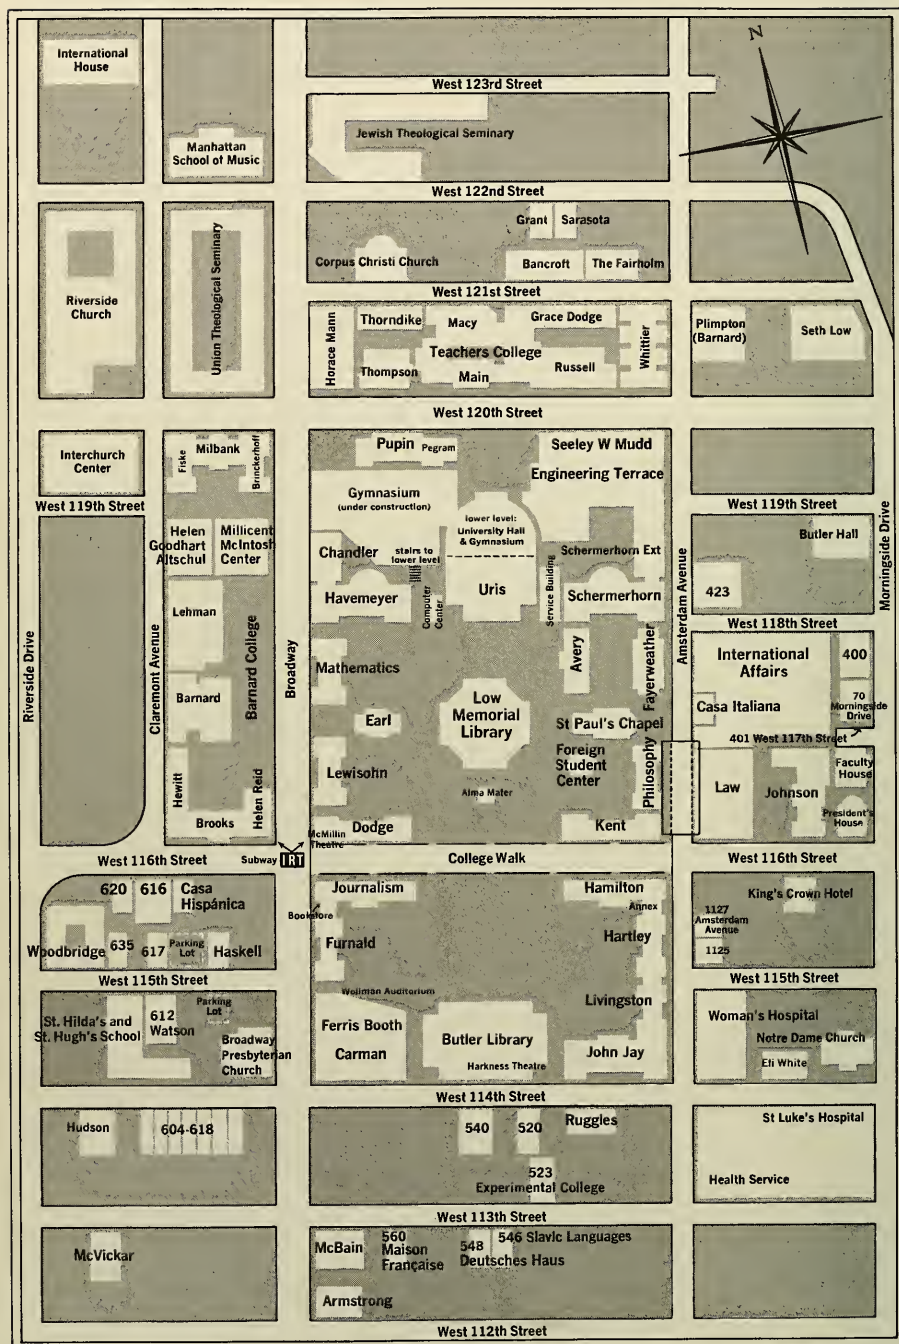 N
International
House
West 123rd Street
Manhattan
School of Music
Jewish Theological Seminary
West 122nd Street
Riverside
Church
Union Theological Seminary
Corpus Christi Church
Grant
Sarasota
Bancroft
The Fairholm
West 121st Street
Horace Mann
Thorndike
Macy
Grace Dodge
Teachers College
Thompson
Main
Russell
Whittier
Plimpton
(Barnard)
Seth Low
West 120th Street
Interchurch
Center
West 119th Street
Fiske
Milbank
Brinckerhoff
Pupin
Pegram
Seeley W Mudd
Engineering Terrace
Gymnasium
(under construction)
lower level:
University Hall
& Gymnasium
West 119th Street
Butler Hall
423
Morningside Drive
Helen
Goodhart
Altschul
Millicent
McIntosh
Center
Chandler
stairs to
lower level
Schermerhorn Ext
Havemeyer
Computer
Center
Uris
Service Building
Schermerhorn
Amsterdam Avenue
West 118th Street
Riverside Drive
Claremont Avenue
Lehman
Barnard College
Broadway
Barnard
Mathematics
Avery
Fayerweather
International
Affairs
400
Earl
Low
Memorial
Library
St Paul's Chapel
Casa Italiana
70
Morningside
Drive
401 West 117th Street
Hewitt
Brooks
Helen Reid
Lewisohn
Alma Mater
Foreign
Student
Center
Philosophy
Law
Johnson
Faculty
House
President's
House
McMillin
Theatre
Dodge
Kent
West 116th Street
Subway IRT
College Walk
West 116th Street
620
616
Casa
Hispánica
Woodbridge
635
617
Parking
Lot
Haskell
Journalism
Bookstore
Furnald
Hamilton
Annex
Hartley
King's Crown Hotel
1127
Amsterdam
Avenue
1125
West 115th Street
West 115th Street
St. Hilda's and
St. Hugh's School
612
Watson
Parking
Lot
Broadway
Presbyterian
Church
Wollman Auditorium
Ferris Booth
Carman
Butler Library
Harkness Theatre
Livingston
John Jay
Woman's Hospital
Notre Dame Church
Eli White
West 114th Street
Hudson
604-618
540
520
Ruggles
523
Experimental College
St Luke's Hospital
Health Service
West 113th Street
McVickar
McBain
560
Maison
Française
548
Deutsches Haus
546 Slavic Languages
Armstrong
West 112th Street